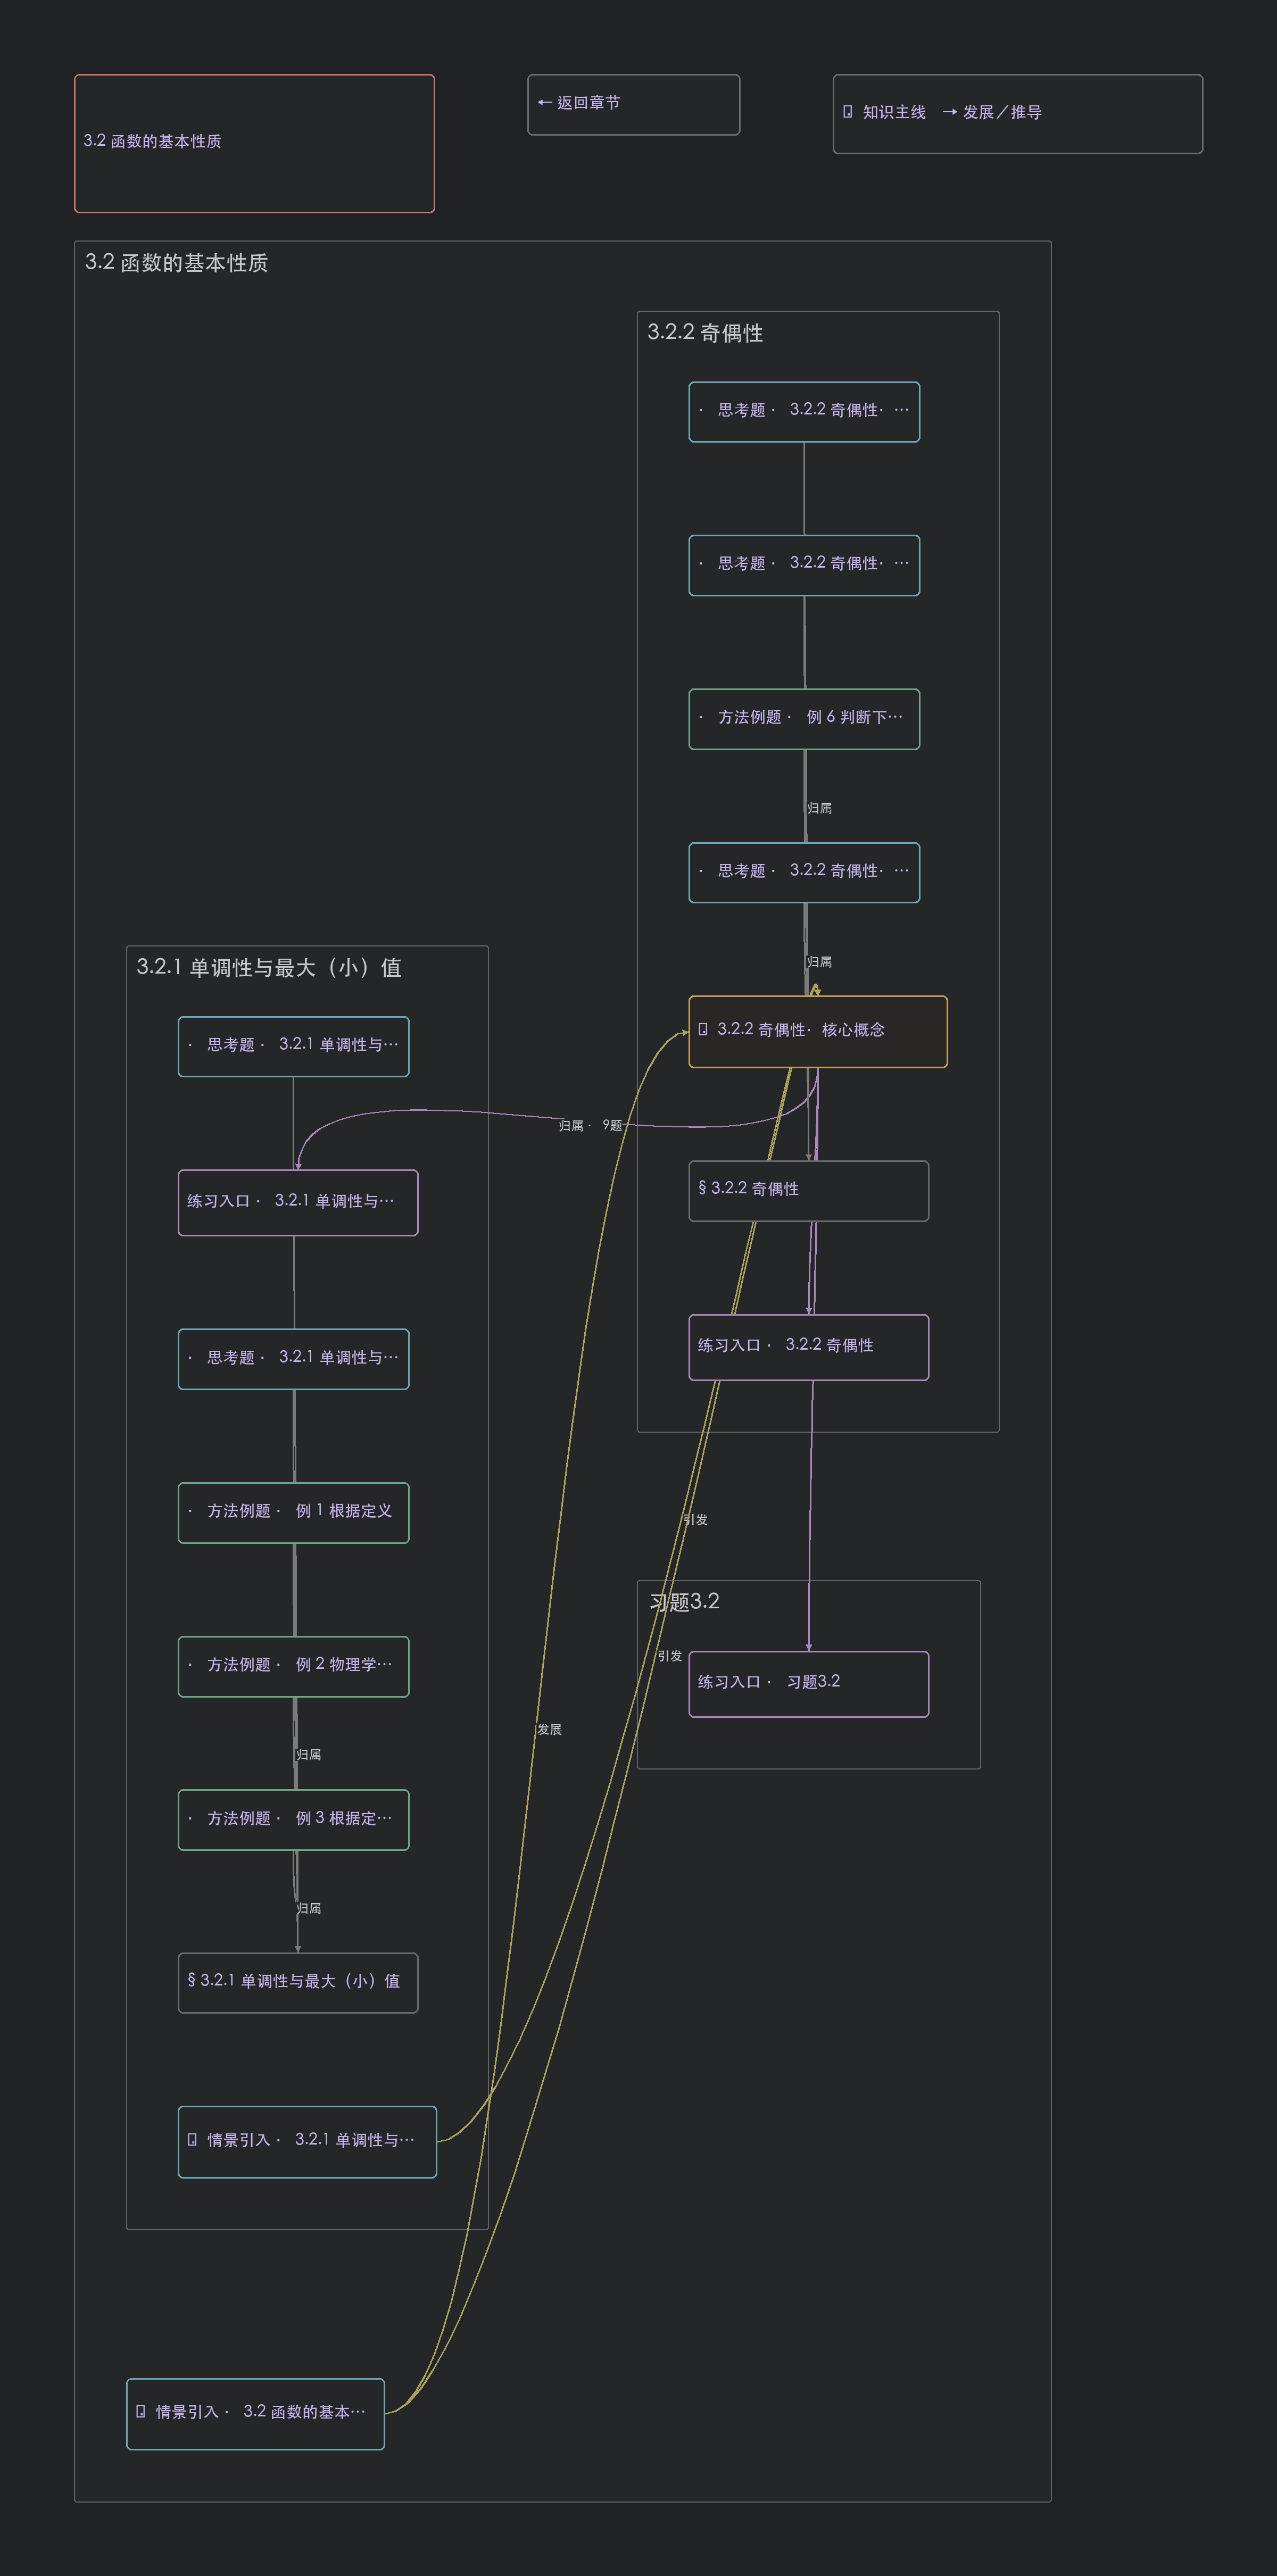 3.2 函数的基本性质
← 返回章节
知识主线 → 发展／推导
3.2 函数的基本性质
3.2.2 奇偶性
· 思考题 · 3.2.2 奇偶性· …
· 思考题 · 3.2.2 奇偶性· …
· 方法例题 · 例 6 判断下…
归属
· 思考题 · 3.2.2 奇偶性· …
归属
3.2.2 奇偶性· 核心概念
§ 3.2.2 奇偶性
练习入口 · 3.2.2 奇偶性
3.2.1 单调性与最大（小）值
· 思考题 · 3.2.1 单调性与…
归属 · 9题
练习入口 · 3.2.1 单调性与…
· 思考题 · 3.2.1 单调性与…
· 方法例题 · 例 1 根据定义
· 方法例题 · 例 2 物理学…
归属
· 方法例题 · 例 3 根据定…
归属
§ 3.2.1 单调性与最大（小）值
情景引入 · 3.2.1 单调性与…
引发
习题3.2
引发
练习入口 · 习题3.2
发展
情景引入 · 3.2 函数的基本…